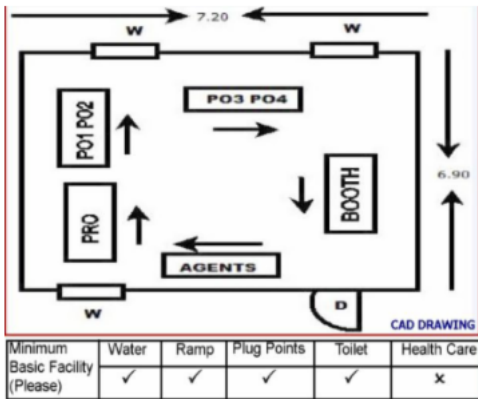 7.20
W W
PO3 PO4
PO1 PO2
6.90
BOOTH
PRO
AGENTS
W
D
CAD DRAWING
Minimum Basic Facility (Please) Water Ramp Plug Points Toilet Health Care
✓ ✓ ✓ ✓ x